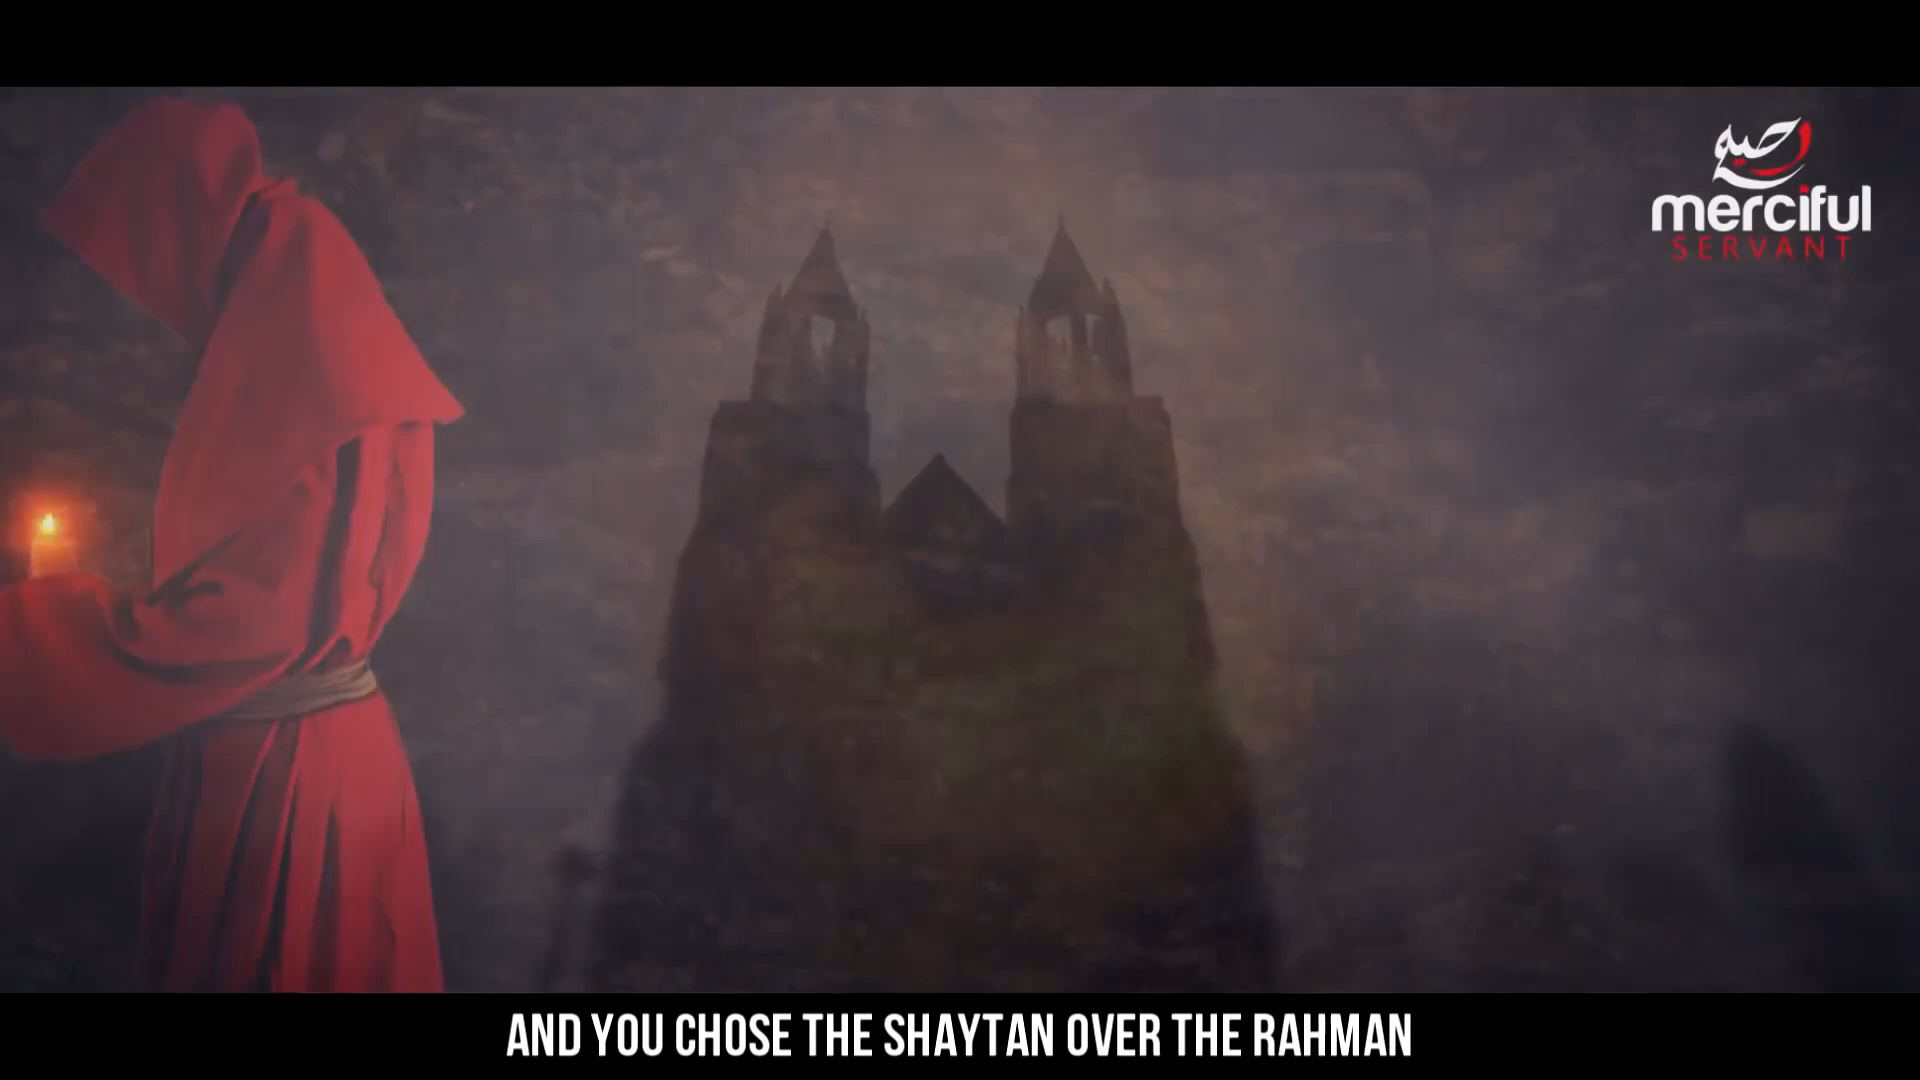 رحيم
merciful
SERVANT
AND YOU CHOSE THE SHAYTAN OVER THE RAHMAN